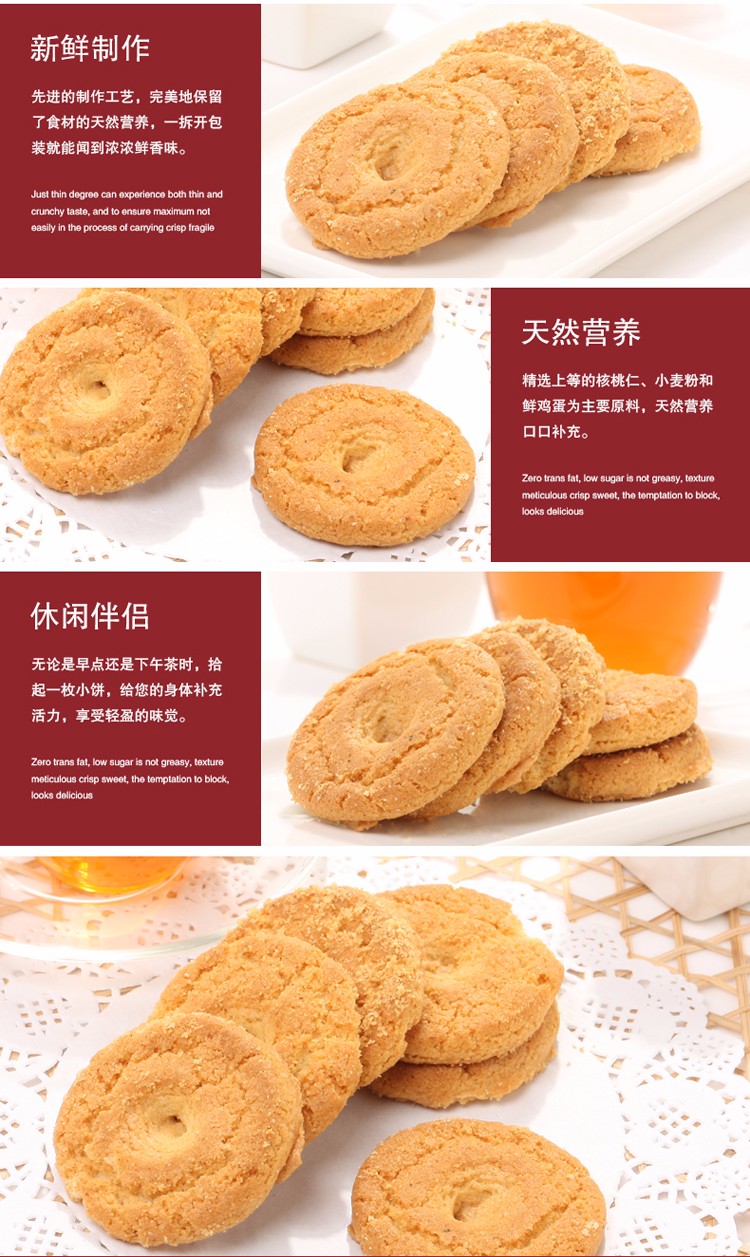 新鲜制作
先进的制作工艺，完美地保留
了食材的天然营养，一拆开包
装就能闻到浓浓鲜香味。
Just thin degree can experience both thin and
crunchy taste, and to ensure maximum not
easily in the process of carrying crisp fragile
天然营养
精选上等的核桃仁、小麦粉和
鲜鸡蛋为主要原料，天然营养
口口补充。
Zero trans fat, low sugar is not greasy, texture
meticulous crisp sweet, the temptation to block,
looks delicious
休闲伴侣
无论是早点还是下午茶时，拾
起一枚小饼，给您的身体补充
活力，享受轻盈的味觉。
Zero trans fat, low sugar is not greasy, texture
meticulous crisp sweet, the temptation to block,
looks delicious